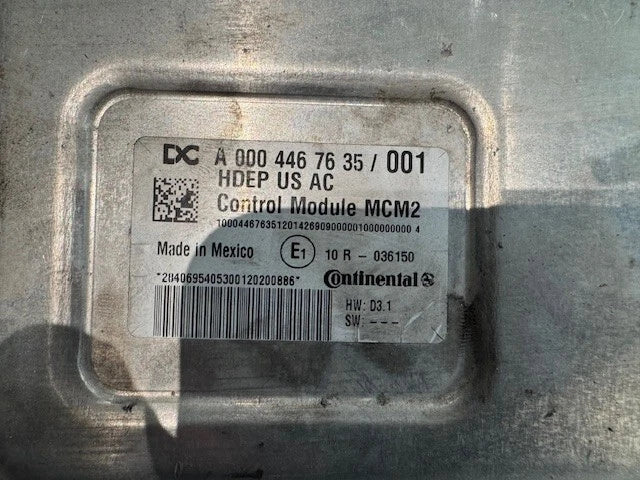 DC A 000 446 76 35 / 001
HDEP US AC
Control Module MCM2
10004467635120142690900000100000000 4
Made in Mexico E1 10 R - 036150
*2840695405300120200886* Continental
HW: D3.1
SW: - - -